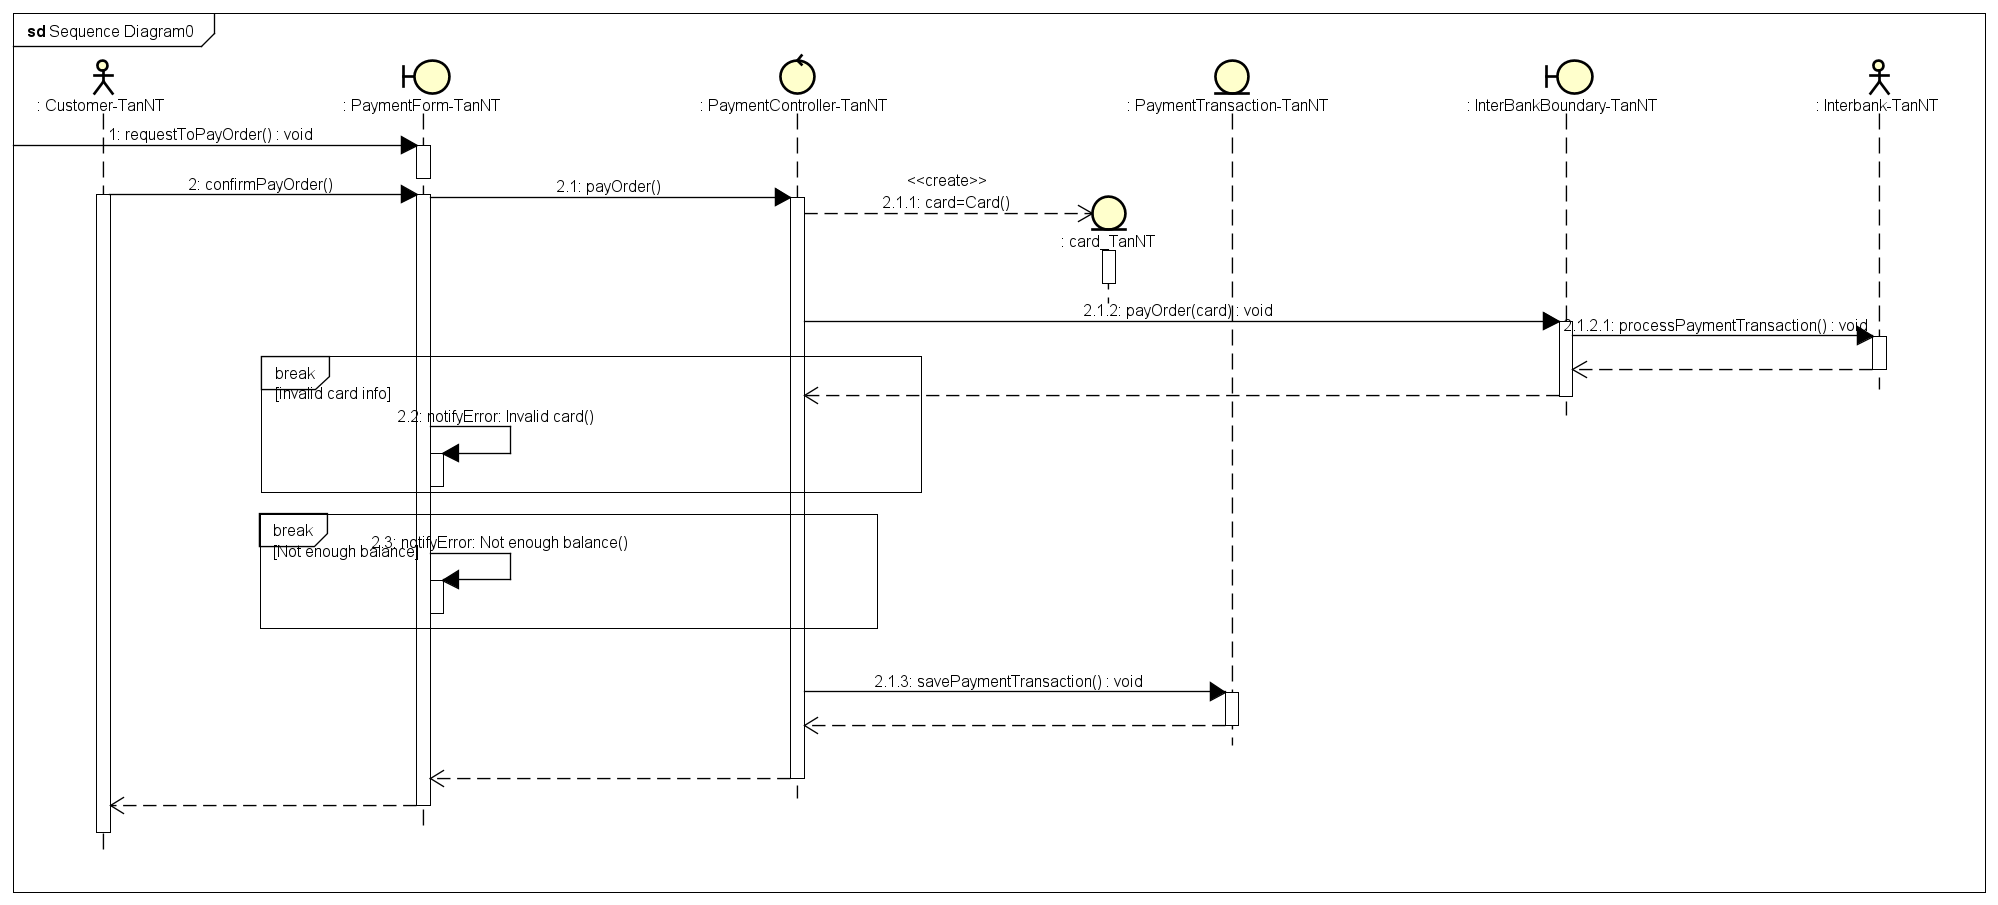 sd Sequence Diagram0
: Customer-TanNT
: PaymentForm-TanNT
: PaymentController-TanNT
: PaymentTransaction-TanNT
: InterBankBoundary-TanNT
: Interbank-TanNT
1: requestToPayOrder() : void
2: confirmPayOrder()
2.1: payOrder()
<<create>>
2.1.1: card=Card()
: card_TanNT
2.1.2: payOrder(card) : void
2.1.2.1: processPaymentTransaction() : void
break
[invalid card info]
2.2: notifyError: Invalid card()
break
2.3: notifyError: Not enough balance()
[Not enough balance]
2.1.3: savePaymentTransaction() : void